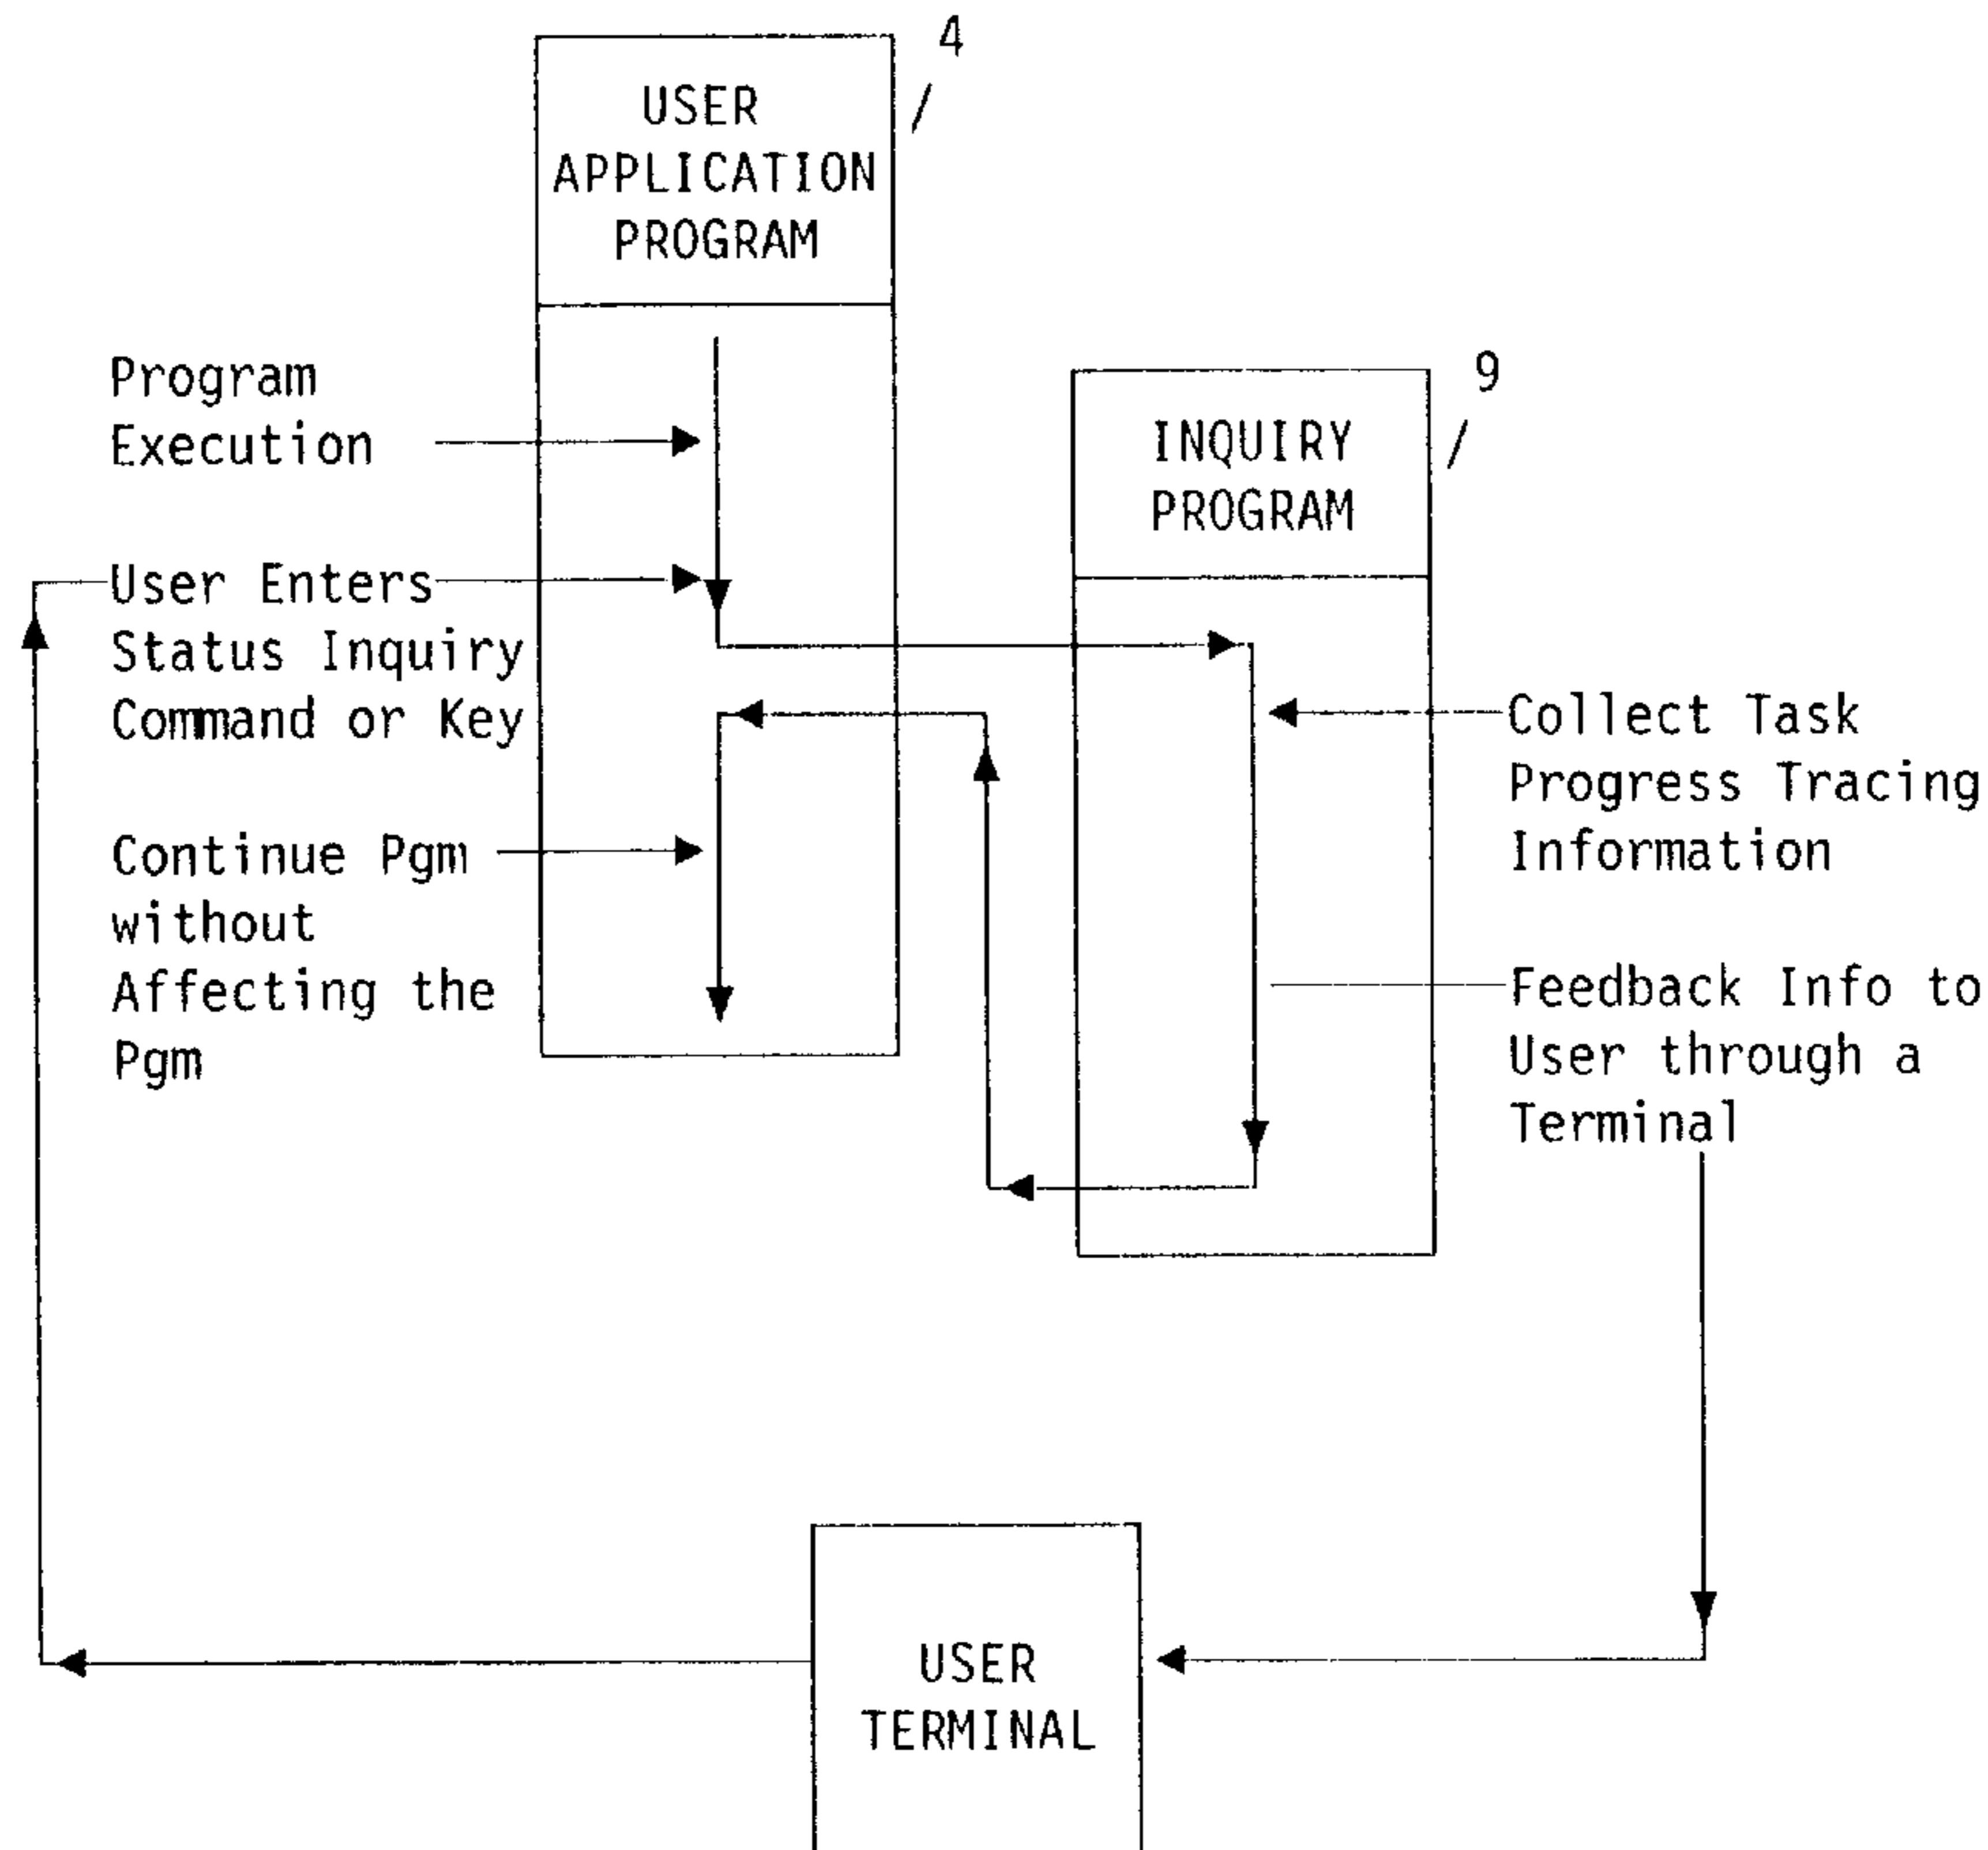 4
USER
APPLICATION
PROGRAM
Program
Execution
9
INQUIRY
PROGRAM
User Enters
Status Inquiry
Command or Key
Collect Task
Progress Tracing
Information
Continue Pgm
without
Affecting the
Pgm
Feedback Info to
User through a
Terminal
USER
TERMINAL